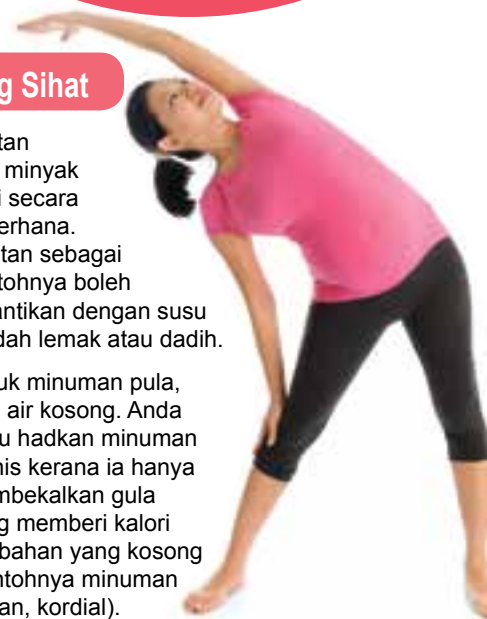 g Sihat
tan
minyak
i secara
erhana.
tan sebagai
tohnya boleh
antikan dengan susu
dah lemak atau dadih.
uk minuman pula,
air kosong. Anda
u hadkan minuman
nis kerana ia hanya
mbekalkan gula
g memberi kalori
bahan yang kosong
ntohnya minuman
an, kordial).